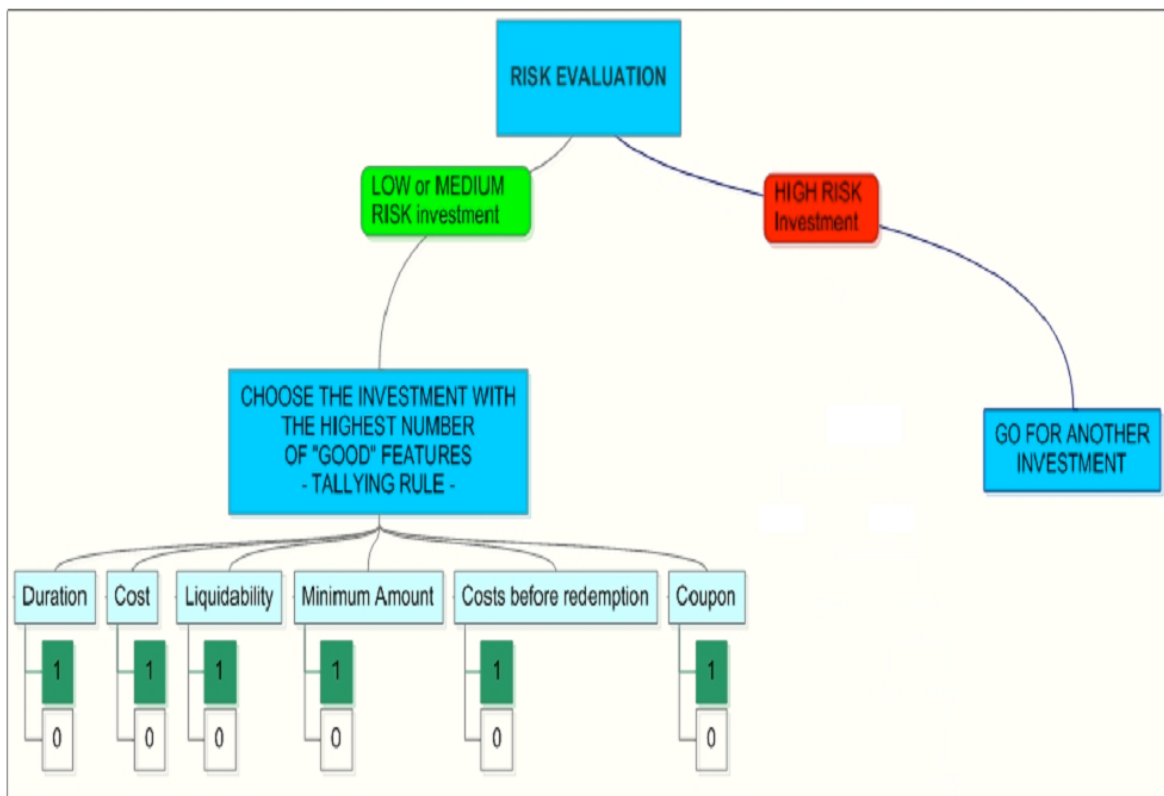 RISK EVALUATION
LOW or MEDIUM
RISK investment
HIGH RISK
Investment
CHOOSE THE INVESTMENT WITH
THE HIGHEST NUMBER
OF "GOOD" FEATURES
- TALLYING RULE -
GO FOR ANOTHER
INVESTMENT
Duration
Cost
Liquidability
Minimum Amount
Costs before redemption
Coupon
1
1
1
1
1
1
0
0
0
0
0
0